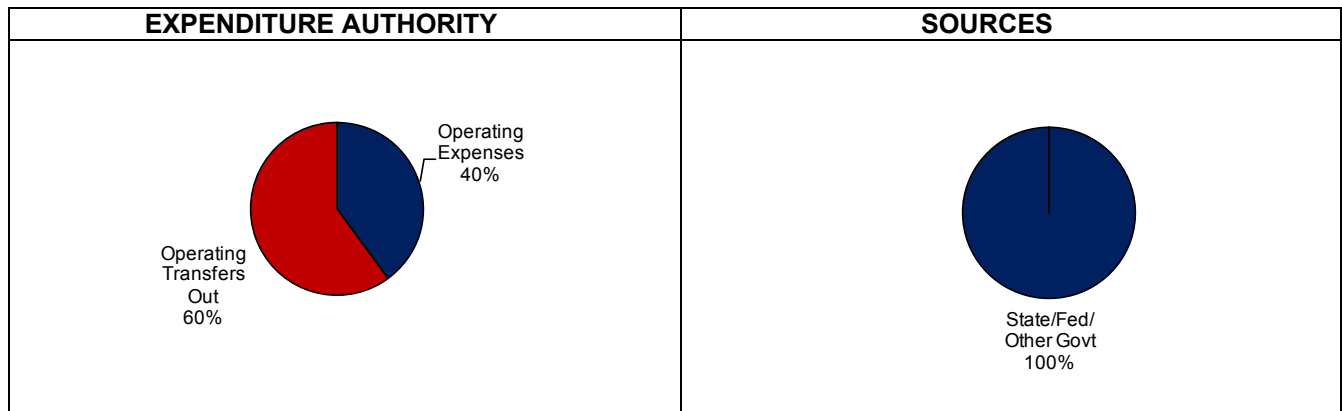 EXPENDITURE AUTHORITY
SOURCES
Operating
Expenses
40%
Operating
Transfers
Out
60%
State/Fed/
Other Govt
100%